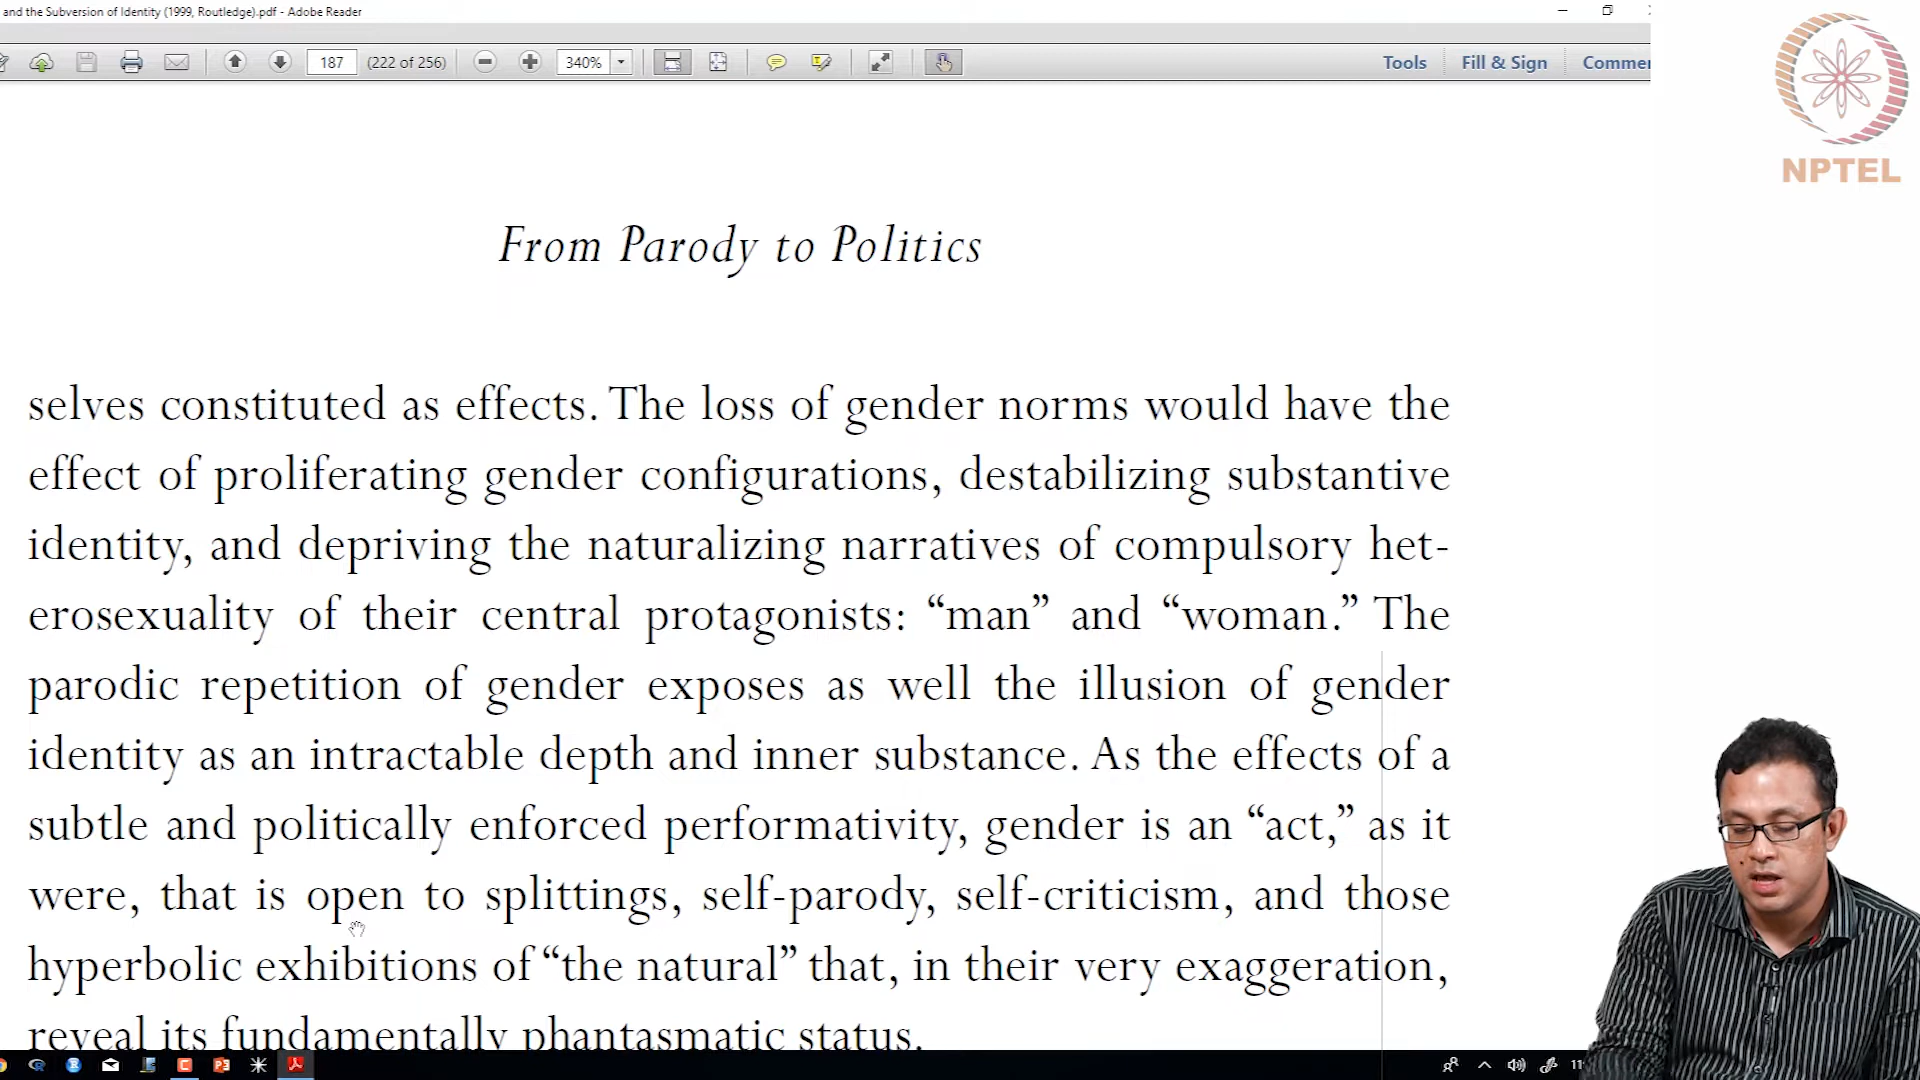 and the Subversion of Identity (1999, Routledge).pdf - Adobe Reader
187 (222 of 256) 340% Tools Fill & Sign Commen
NPTEL
From Parody to Politics
selves constituted as effects. The loss of gender norms would have the
effect of proliferating gender configurations, destabilizing substantive
identity, and depriving the naturalizing narratives of compulsory het-
erosexuality of their central protagonists: “man” and “woman.” The
parodic repetition of gender exposes as well the illusion of gender
identity as an intractable depth and inner substance. As the effects of a
subtle and politically enforced performativity, gender is an “act,” as it
were, that is open to splittings, self-parody, self-criticism, and those
hyperbolic exhibitions of “the natural” that, in their very exaggeration,
reveal its fundamentally phantasmatic status.
11